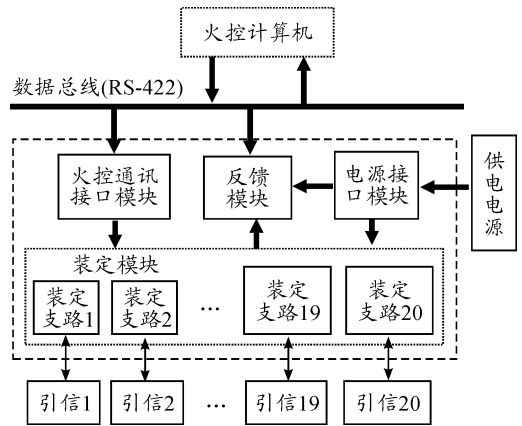 火控计算机
数据总线(RS-422)
火控通讯
接口模块
反馈
模块
电源接
口模块
供电电源
装定模块
装定
支路1
装定
支路2
...
装定
支路19
装定
支路20
引信1
引信2
...
引信19
引信20